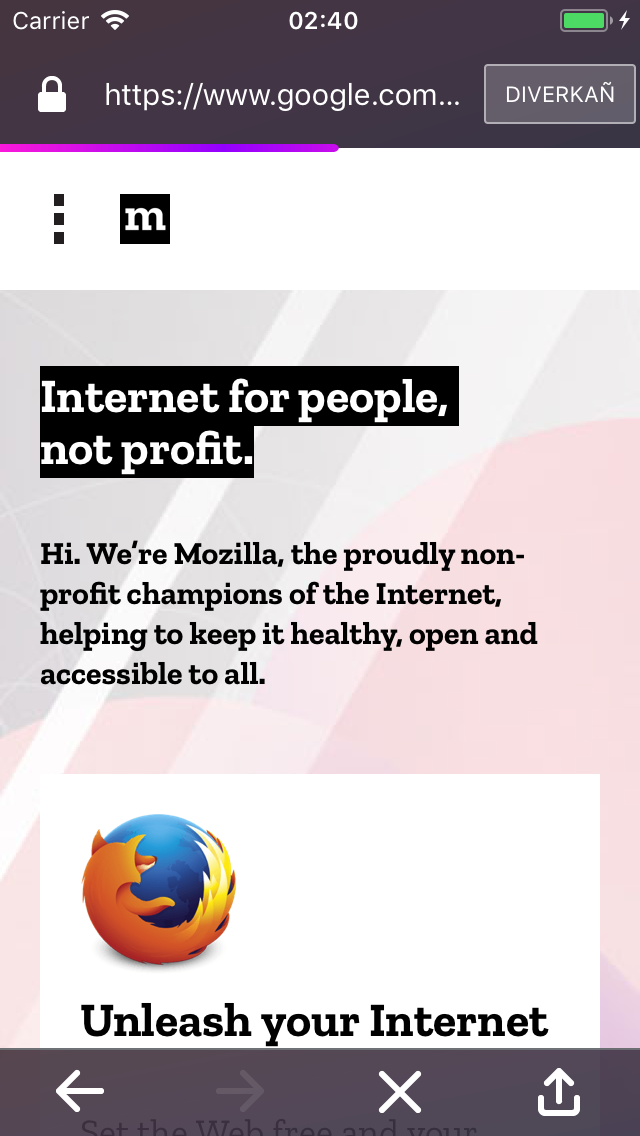 Carrier 02:40
https://www.google.com...
DIVERKAÑ
m
Internet for people,
not profit.
Hi. We’re Mozilla, the proudly non-
profit champions of the Internet,
helping to keep it healthy, open and
accessible to all.
Unleash your Internet
Set the Web free and your